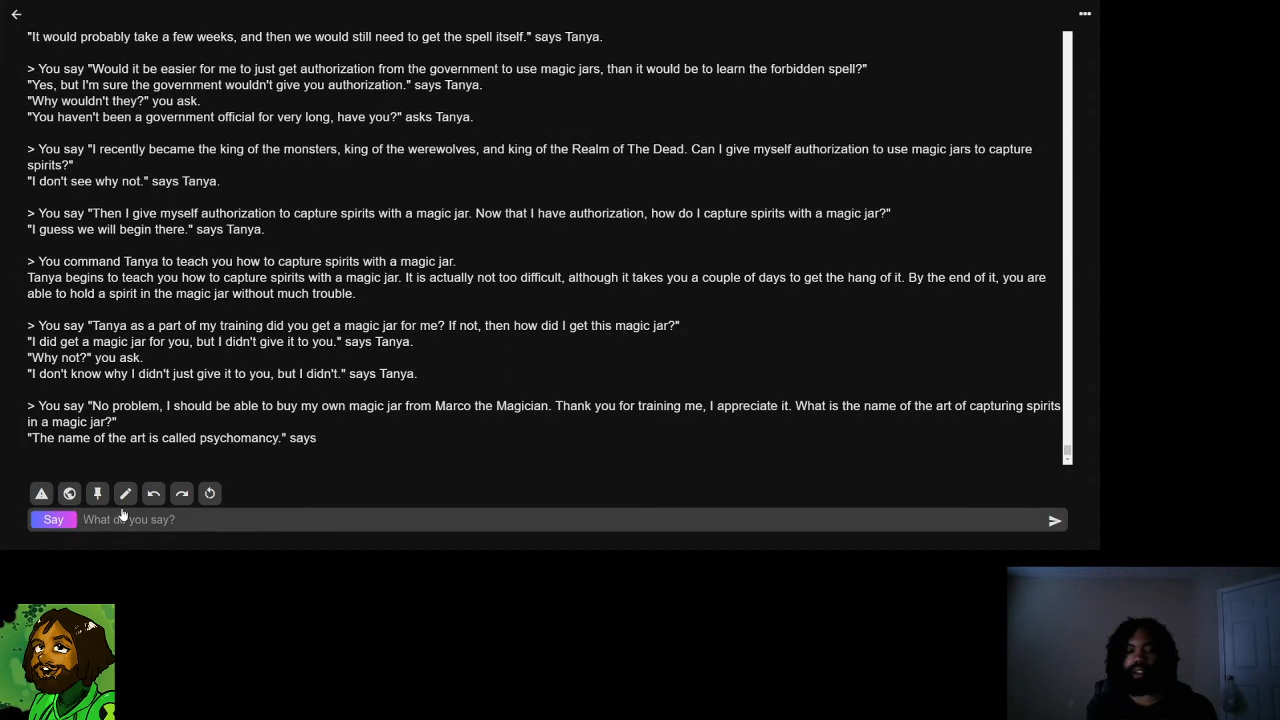 "It would probably take a few weeks, and then we would still need to get the spell itself." says Tanya.
> You say "Would it be easier for me to just get authorization from the government to use magic jars, than it would be to learn the forbidden spell?"
"Yes, but I'm sure the government wouldn't give you authorization." says Tanya.
"Why wouldn't they?" you ask.
"You haven't been a government official for very long, have you?" asks Tanya.
> You say "I recently became the king of the monsters, king of the werewolves, and king of the Realm of The Dead. Can I give myself authorization to use magic jars to capture
spirits?"
"I don't see why not." says Tanya.
> You say "Then I give myself authorization to capture spirits with a magic jar. Now that I have authorization, how do I capture spirits with a magic jar?"
"I guess we will begin there." says Tanya.
> You command Tanya to teach you how to capture spirits with a magic jar.
Tanya begins to teach you how to capture spirits with a magic jar. It is actually not too difficult, although it takes you a couple of days to get the hang of it. By the end of it, you are
able to hold a spirit in the magic jar without much trouble.
> You say "Tanya as a part of my training did you get a magic jar for me? If not, then how did I get this magic jar?"
"I did get a magic jar for you, but I didn't give it to you." says Tanya.
"Why not?" you ask.
"I don't know why I didn't just give it to you, but I didn't." says Tanya.
> You say "No problem, I should be able to buy my own magic jar from Marco the Magician. Thank you for training me, I appreciate it. What is the name of the art of capturing spirits
in a magic jar?"
"The name of the art is called psychomancy." says
Say What do you say?